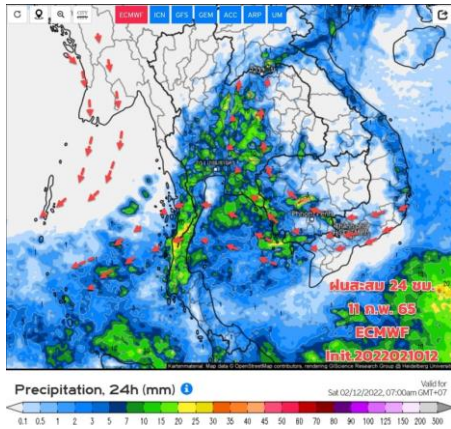 ECMWF ICN GFS GEM ACC ARP UM
ฝนสะสม 24 ชม.
11 ก.พ. 65
ECMWF
Init.2022021012
Kartenmaterial: Map data © OpenStreetMap contributors, rendering GIScience Research Group @ Heidelberg University
Precipitation, 24h (mm)
Valid for
Sat 02/12/2022, 07:00am GMT+07
0.1 0.5 1 2 3 5 7 10 15 20 25 30 35 40 45 50 60 70 80 90 100 125 150 200 300